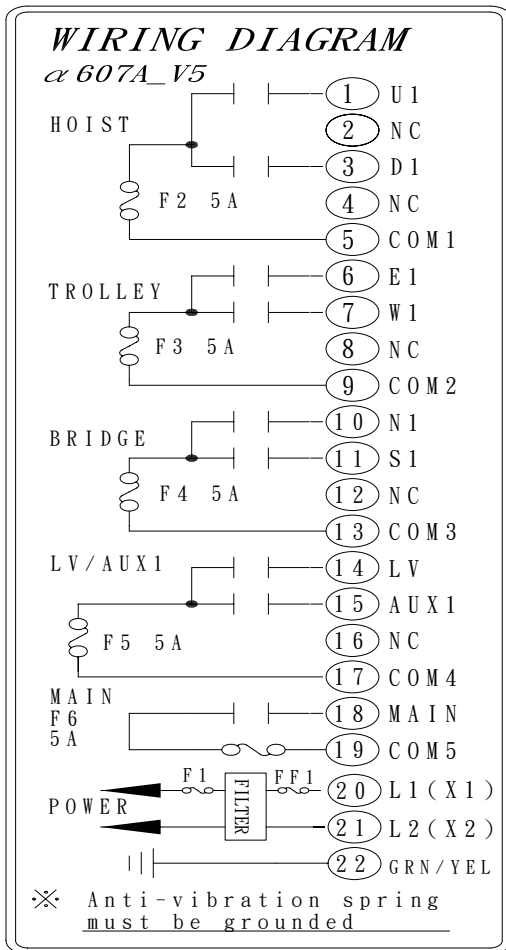 WIRING DIAGRAM
α607A_V5
HOIST
1 U1
2 NC
3 D1
F2 5A
4 NC
5 COM1
TROLLEY
6 E1
7 W1
F3 5A
8 NC
9 COM2
BRIDGE
10 N1
11 S1
F4 5A
12 NC
13 COM3
LV/AUX1
14 LV
15 AUX1
F5 5A
16 NC
17 COM4
MAIN
F6
5A
18 MAIN
19 COM5
POWER
F1
FILTER
FF1
20 L1(X1)
21 L2(X2)
22 GRN/YEL
※ Anti-vibration spring
must be grounded